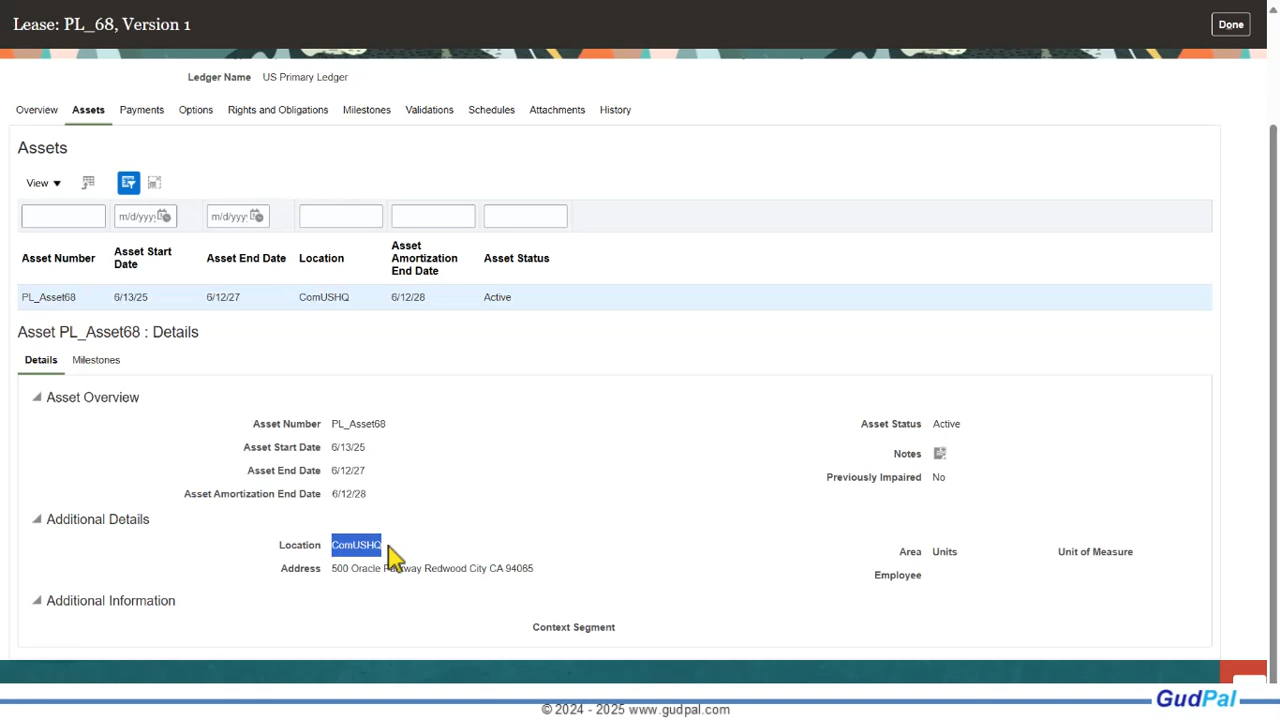 Lease: PL_68, Version 1
Done
Ledger Name US Primary Ledger
Overview Assets Payments Options Rights and Obligations Milestones Validations Schedules Attachments History
Assets
View
m/d/yyy m/d/yyy
Asset Number Asset Start Date Asset End Date Location Asset Amortization End Date Asset Status
PL_Asset68 6/13/25 6/12/27 ComUSHQ 6/12/28 Active
Asset PL_Asset68 : Details
Details Milestones
Asset Overview
Asset Number PL_Asset68 Asset Status Active
Asset Start Date 6/13/25 Notes
Asset End Date 6/12/27 Previously Impaired No
Asset Amortization End Date 6/12/28
Additional Details
Location ComUSHQ Area Units Unit of Measure
Address 500 Oracle Parkway Redwood City CA 94065 Employee
Additional Information
Context Segment
GudPal
© 2024 - 2025 www.gudpal.com